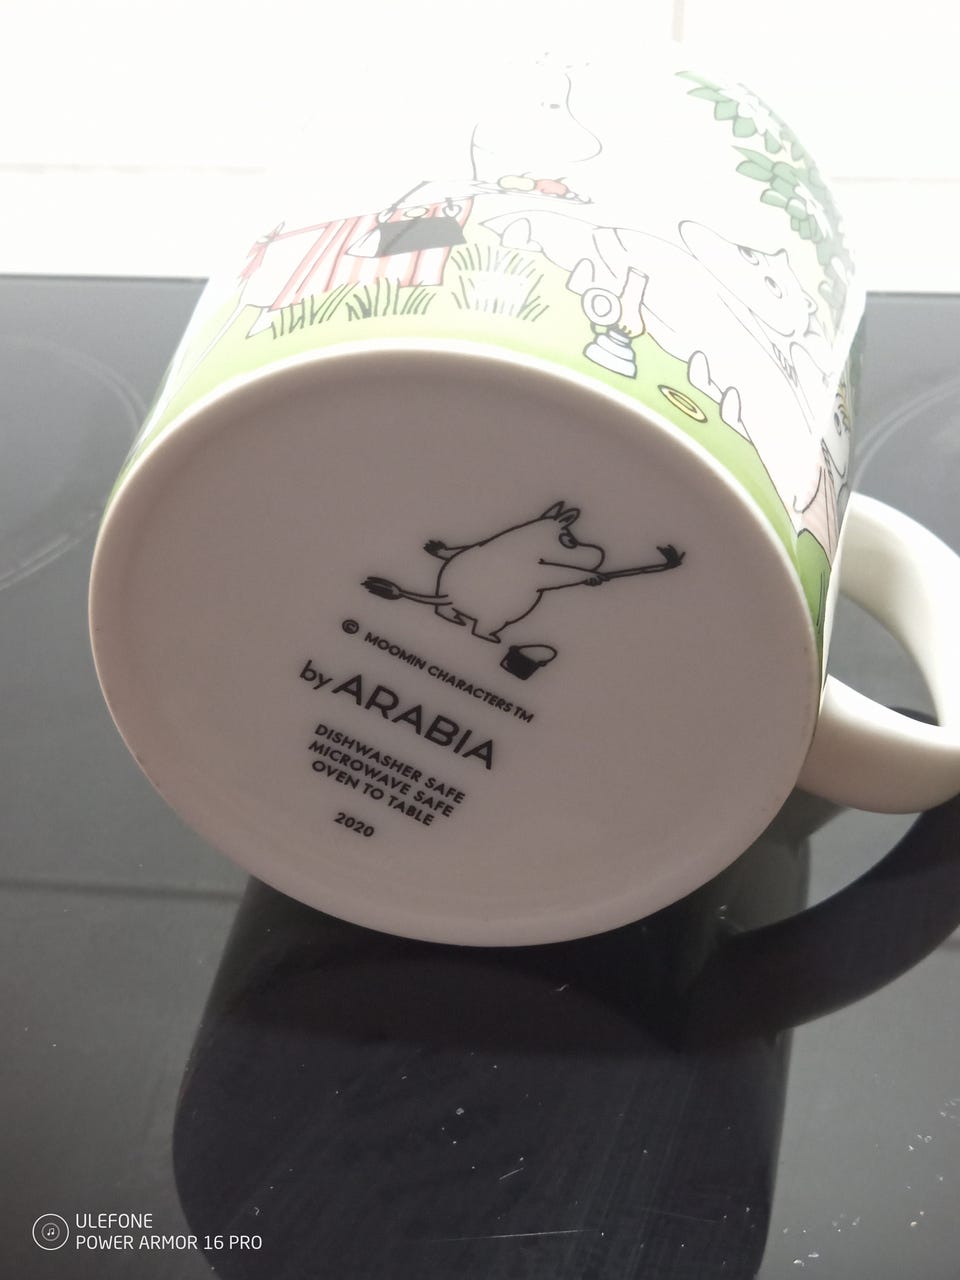 © MOOMIN CHARACTERS™
by ARABIA
DISHWASHER SAFE
MICROWAVE SAFE
OVEN TO TABLE
2020
ULEFONE
POWER ARMOR 16 PRO